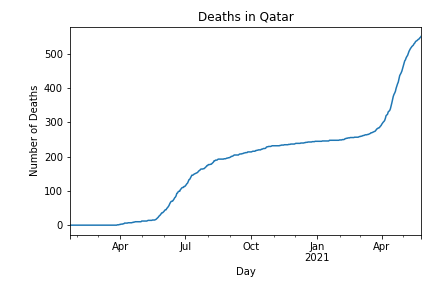 Deaths in Qatar
Number of Deaths
500
400
300
200
100
0
Apr
Jul
Oct
Jan
2021
Apr
Day